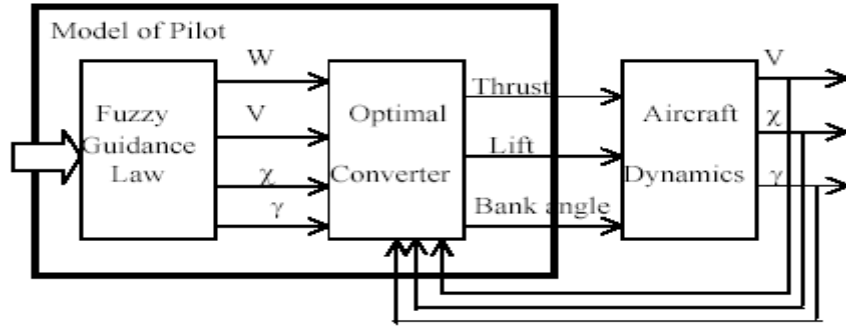 Model of Pilot
Fuzzy
Guidance
Law
W
V
χ
γ
Optimal
Converter
Thrust
Lift
Bank angle
Aircraft
Dynamics
V
χ
γ